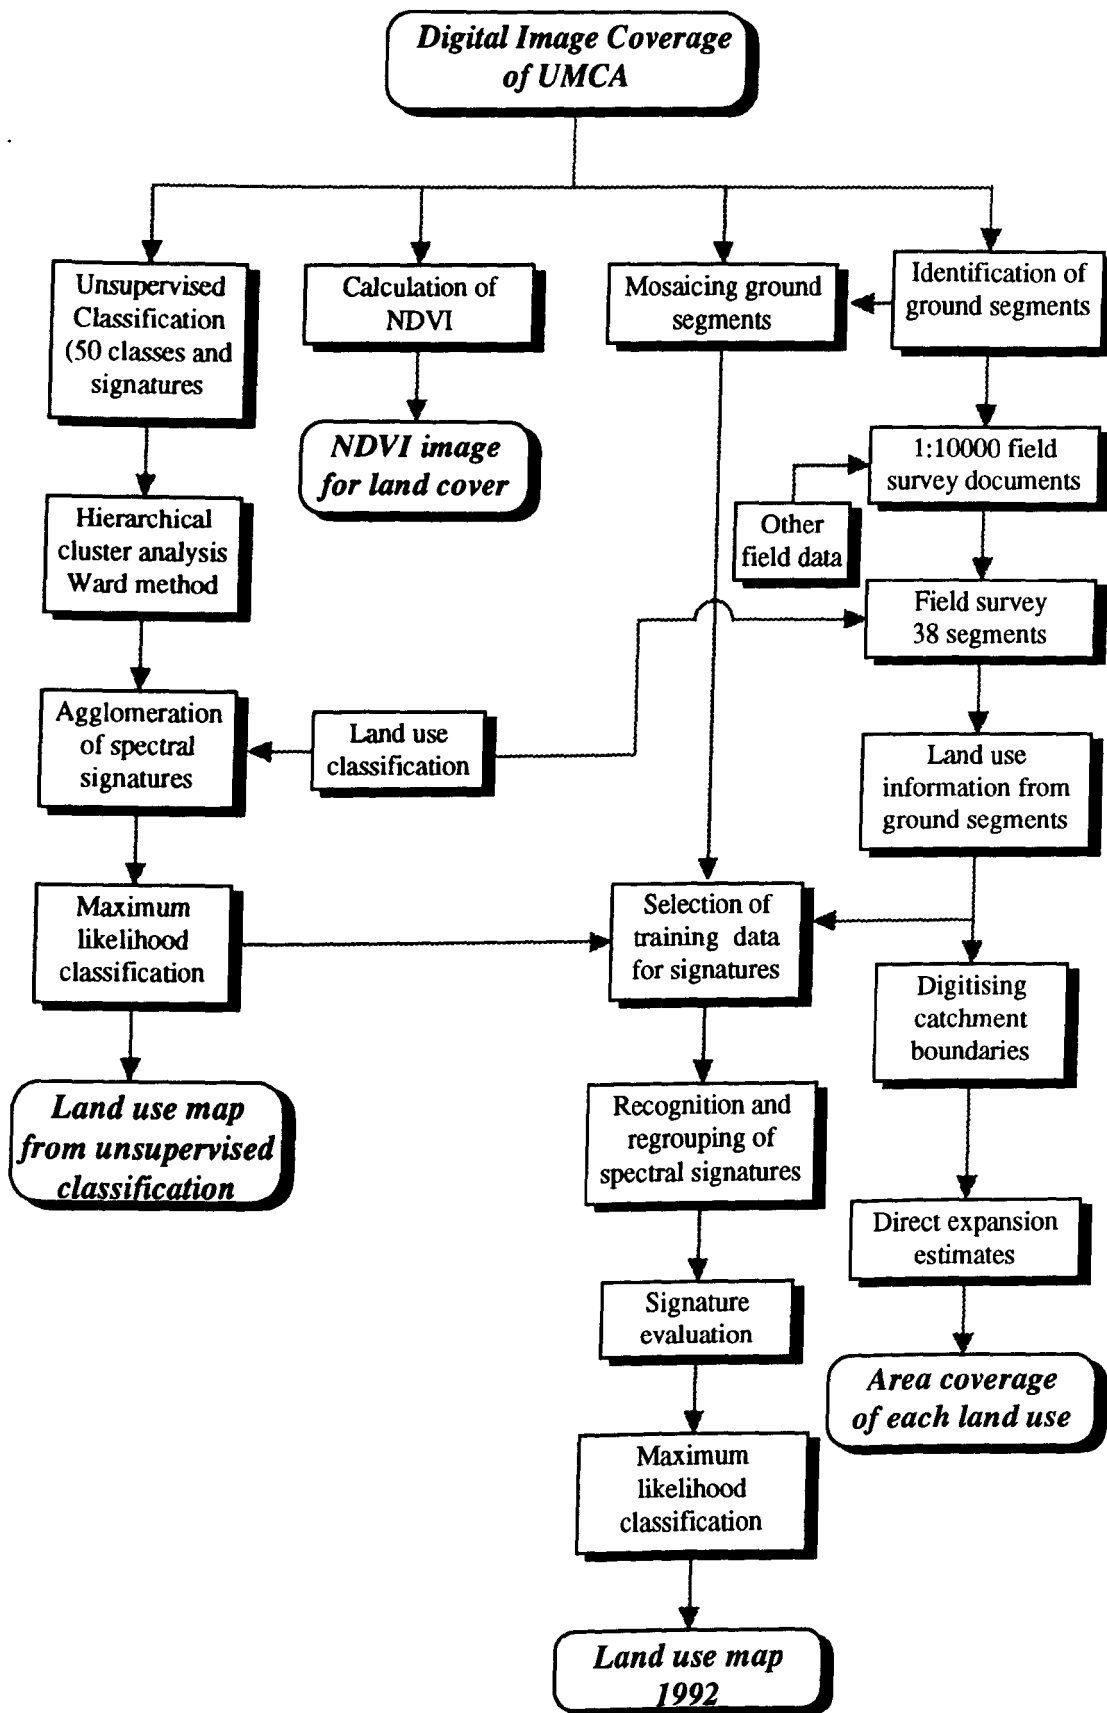 Digital Image Coverage
of UMCA
Unsupervised
Classification
(50 classes and
signatures
Calculation of
NDVI
Mosaicing ground
segments
Identification of
ground segments
NDVI image
for land cover
1:10000 field
survey documents
Other
field data
Hierarchical
cluster analysis
Ward method
Field survey
38 segments
Agglomeration
of spectral
signatures
Land use
classification
Land use
information from
ground segments
Maximum
likelihood
classification
Selection of
training data
for signatures
Digitising
catchment
boundaries
Land use map
from unsupervised
classification
Recognition and
regrouping of
spectral signatures
Direct expansion
estimates
Signature
evaluation
Area coverage
of each land use
Maximum
likelihood
classification
Land use map
1992